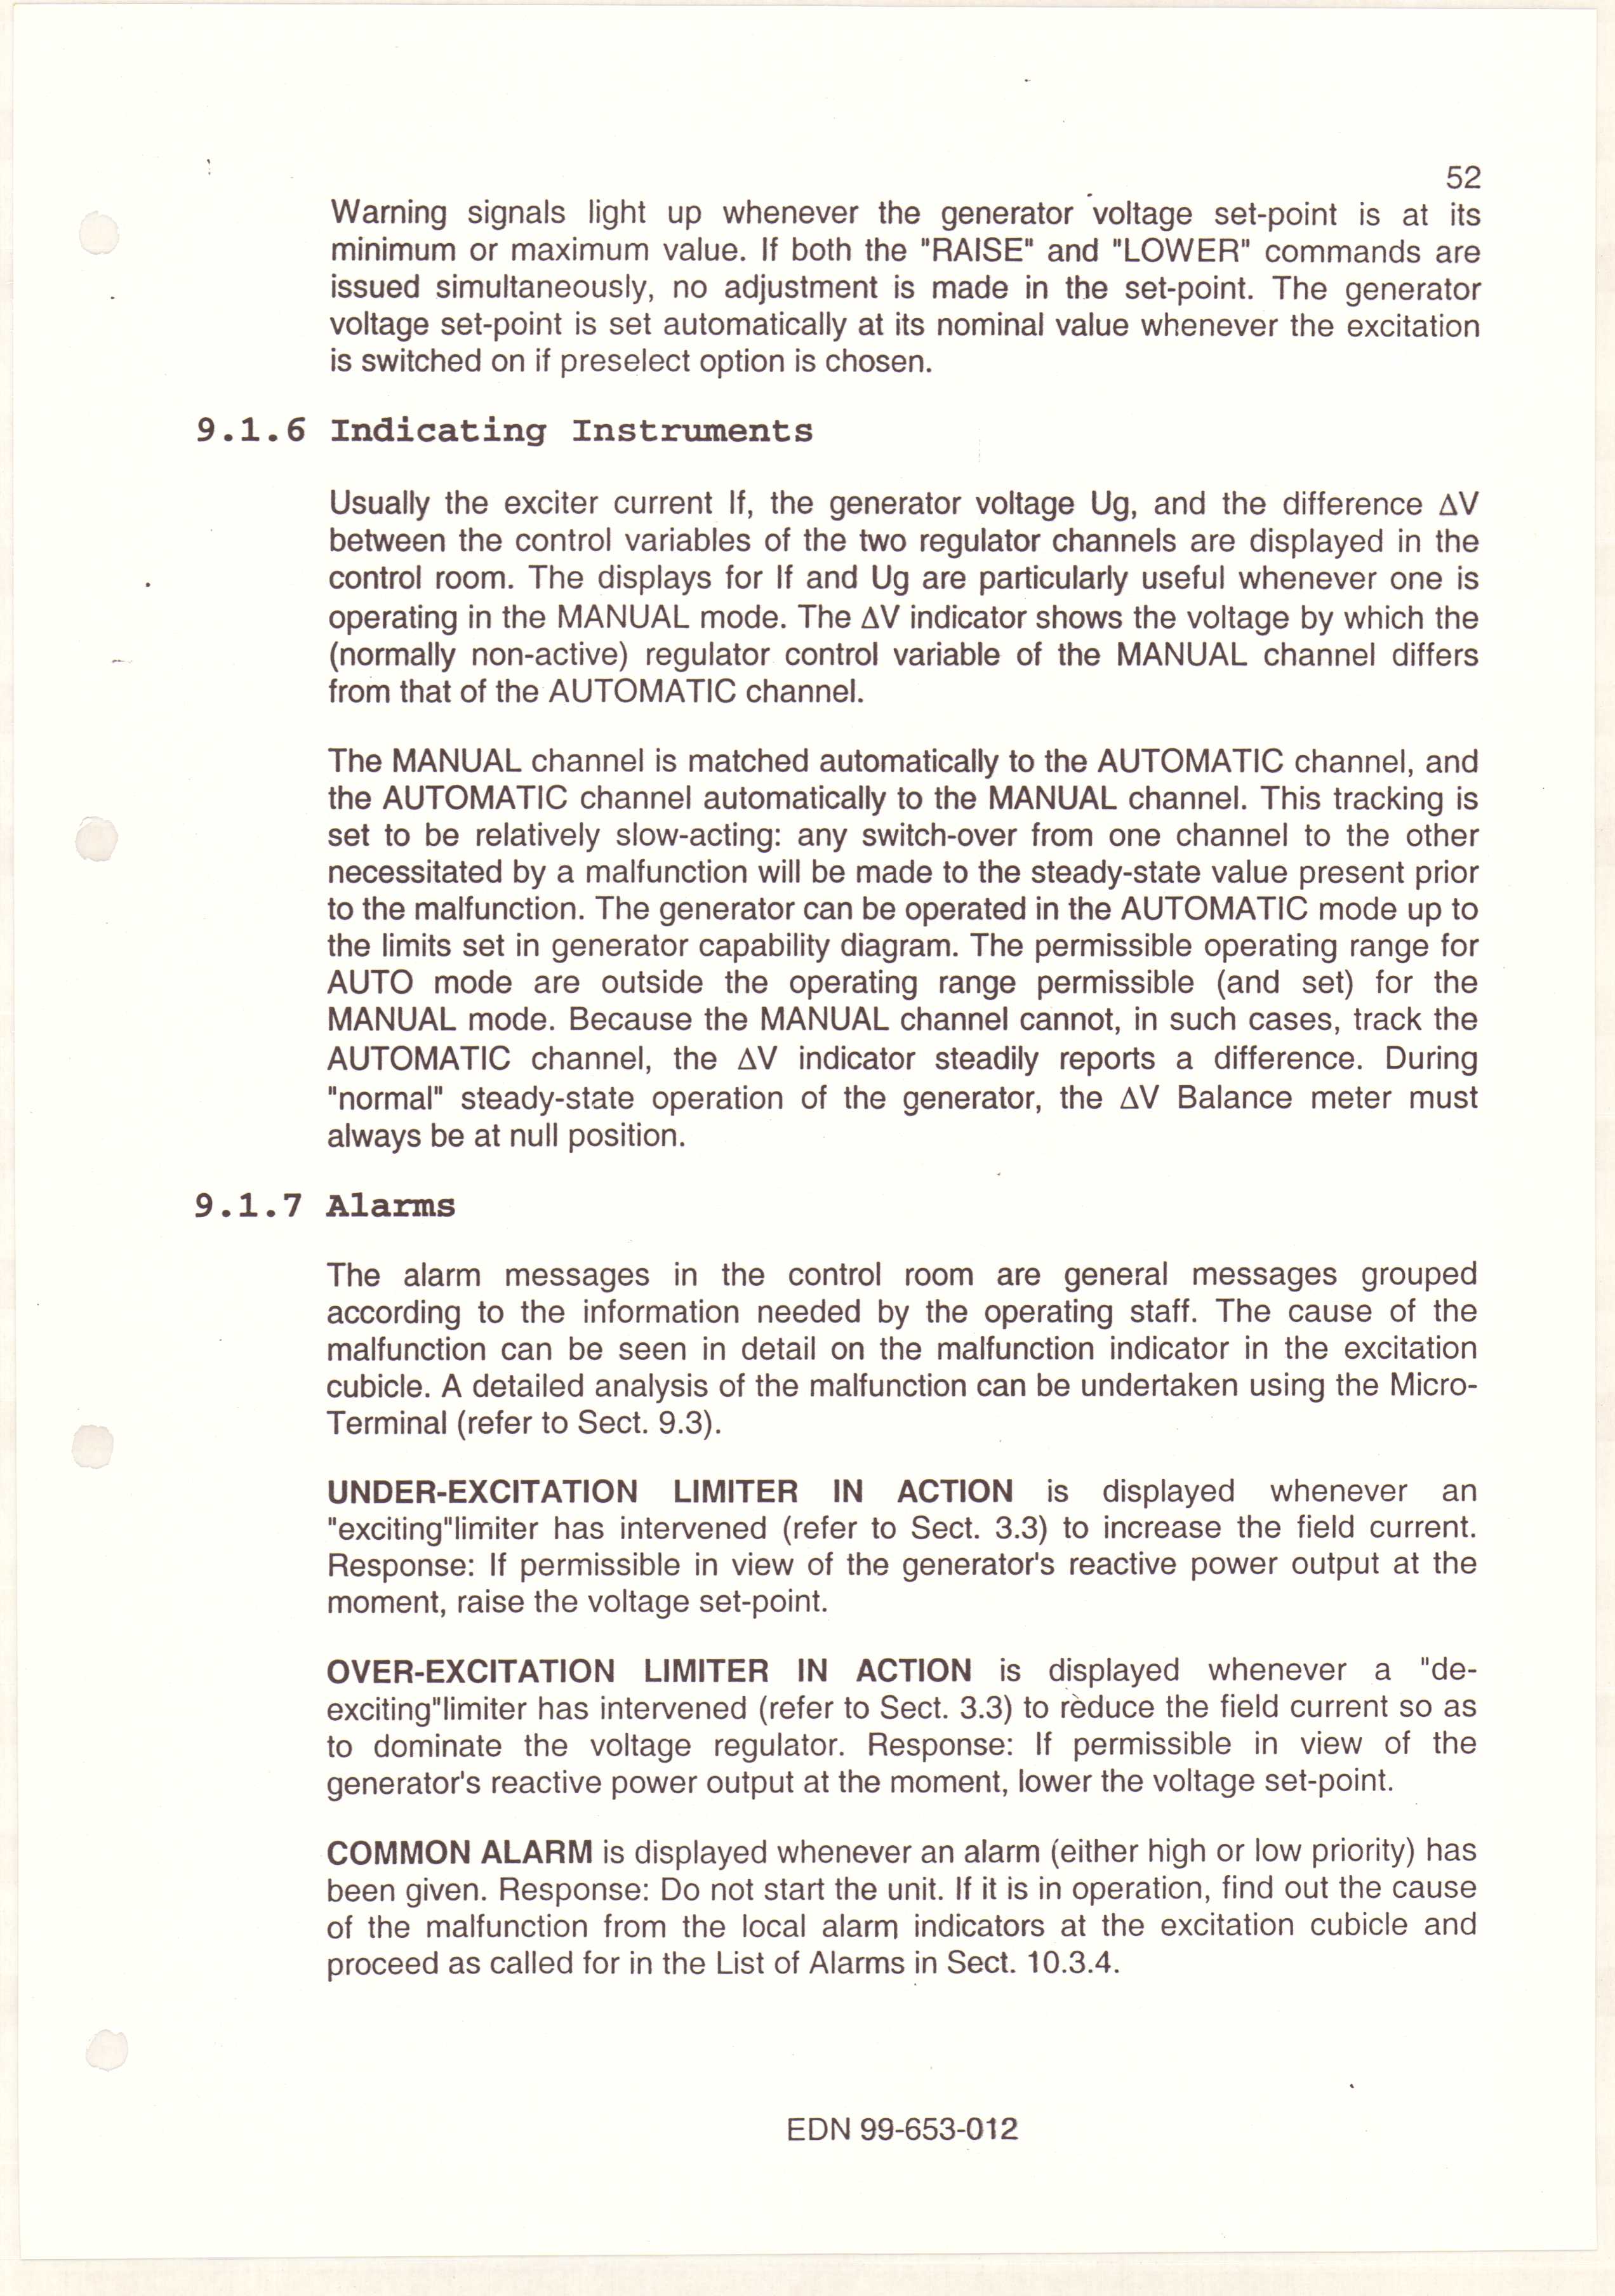 52
Warning signals light up whenever the generator voltage set-point is at its
minimum or maximum value. If both the "RAISE" and "LOWER" commands are
issued simultaneously, no adjustment is made in the set-point. The generator
voltage set-point is set automatically at its nominal value whenever the excitation
is switched on if preselect option is chosen.
9.1.6 Indicating Instruments
Usually the exciter current If, the generator voltage Ug, and the difference ΔV
between the control variables of the two regulator channels are displayed in the
control room. The displays for If and Ug are particularly useful whenever one is
operating in the MANUAL mode. The ΔV indicator shows the voltage by which the
(normally non-active) regulator control variable of the MANUAL channel differs
from that of the AUTOMATIC channel.
The MANUAL channel is matched automatically to the AUTOMATIC channel, and
the AUTOMATIC channel automatically to the MANUAL channel. This tracking is
set to be relatively slow-acting: any switch-over from one channel to the other
necessitated by a malfunction will be made to the steady-state value present prior
to the malfunction. The generator can be operated in the AUTOMATIC mode up to
the limits set in generator capability diagram. The permissible operating range for
AUTO mode are outside the operating range permissible (and set) for the
MANUAL mode. Because the MANUAL channel cannot, in such cases, track the
AUTOMATIC channel, the ΔV indicator steadily reports a difference. During
"normal" steady-state operation of the generator, the ΔV Balance meter must
always be at null position.
9.1.7 Alarms
The alarm messages in the control room are general messages grouped
according to the information needed by the operating staff. The cause of the
malfunction can be seen in detail on the malfunction indicator in the excitation
cubicle. A detailed analysis of the malfunction can be undertaken using the Micro-
Terminal (refer to Sect. 9.3).
UNDER-EXCITATION LIMITER IN ACTION is displayed whenever an
"exciting"limiter has intervened (refer to Sect. 3.3) to increase the field current.
Response: If permissible in view of the generator's reactive power output at the
moment, raise the voltage set-point.
OVER-EXCITATION LIMITER IN ACTION is displayed whenever a "de-
exciting"limiter has intervened (refer to Sect. 3.3) to reduce the field current so as
to dominate the voltage regulator. Response: If permissible in view of the
generator's reactive power output at the moment, lower the voltage set-point.
COMMON ALARM is displayed whenever an alarm (either high or low priority) has
been given. Response: Do not start the unit. If it is in operation, find out the cause
of the malfunction from the local alarm indicators at the excitation cubicle and
proceed as called for in the List of Alarms in Sect. 10.3.4.
EDN 99-653-012